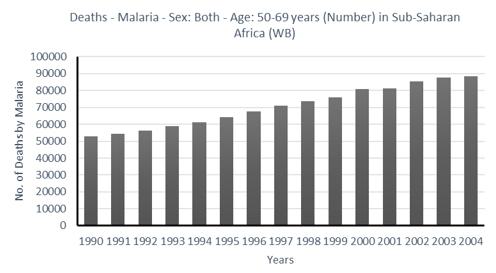 Deaths - Malaria - Sex: Both - Age: 50-69 years (Number) in Sub-Saharan
Africa (WB)
No. of Deaths by Malaria
100000
90000
80000
70000
60000
50000
40000
30000
20000
10000
0
1990 1991 1992 1993 1994 1995 1996 1997 1998 1999 2000 2001 2002 2003 2004
Years